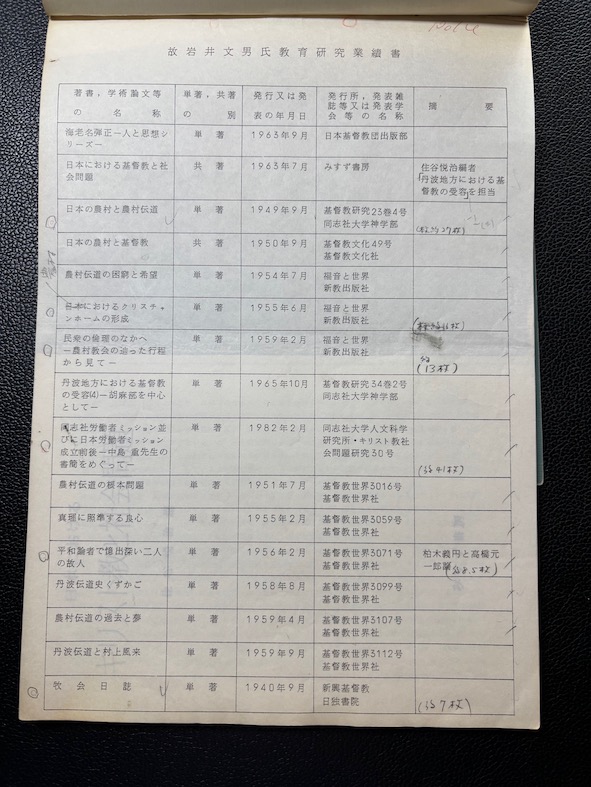 故岩井文男氏教育研究業績書
著書，学術論文等の名称 単著，共著の別 発行又は発表の年月日 発行所，発表雑誌等又は発表学会等の名称 摘要
海老名弾正ー人と思想シ
リーズー
単著
1963年9月
日本基督教団出版部
日本における基督教と社
会問題
共著
1963年7月
みすず書房
住谷悦治編者
「丹波地方における基
督教の受容」を担当
日本の農村と農村伝道
単著
1949年9月
基督教研究23巻4号
同志社大学神学部
日本の農村と基督教
共著
1950年9月
基督教文化49号
基督教文化社
農村伝道の困窮と希望
単著
1954年7月
福音と世界
新教出版社
日本におけるクリスチャ
ンホームの形成
単著
1955年6月
福音と世界
新教出版社
民衆の倫理のなかへ
ー農村教会の辿った行程
から見てー
単著
1959年2月
福音と世界
新教出版社
(13枚)
丹波地方における基督教
の受容(4)ー胡麻部を中心
としてー
単著
1965年10月
基督教研究34巻2号
同志社大学神学部
同志社労働者ミッション並
びに日本労働者ミッション
成立前後ー中島 重先生の
書簡をめぐってー
単著
1982年2月
同志社大学人文科学
研究所・キリスト教社
会問題研究30号
(約41枚)
農村伝道の根本問題
単著
1951年7月
基督教世界3016号
基督教世界社
真理に照準する良心
単著
1955年2月
基督教世界3059号
基督教世界社
平和論者で憶出深い二人
の故人
単著
1956年2月
基督教世界3071号
基督教世界社
柏木義円と高橋元
一郎
(約8.5枚)
丹波伝道史くずかご
単著
1958年8月
基督教世界3099号
基督教世界社
農村伝道の過去と夢
単著
1959年4月
基督教世界3107号
基督教世界社
丹波伝道と村上風来
単著
1959年9月
基督教世界3112号
基督教世界社
牧会日誌
単著
1940年9月
新興基督教
日独書院
(約7枚)